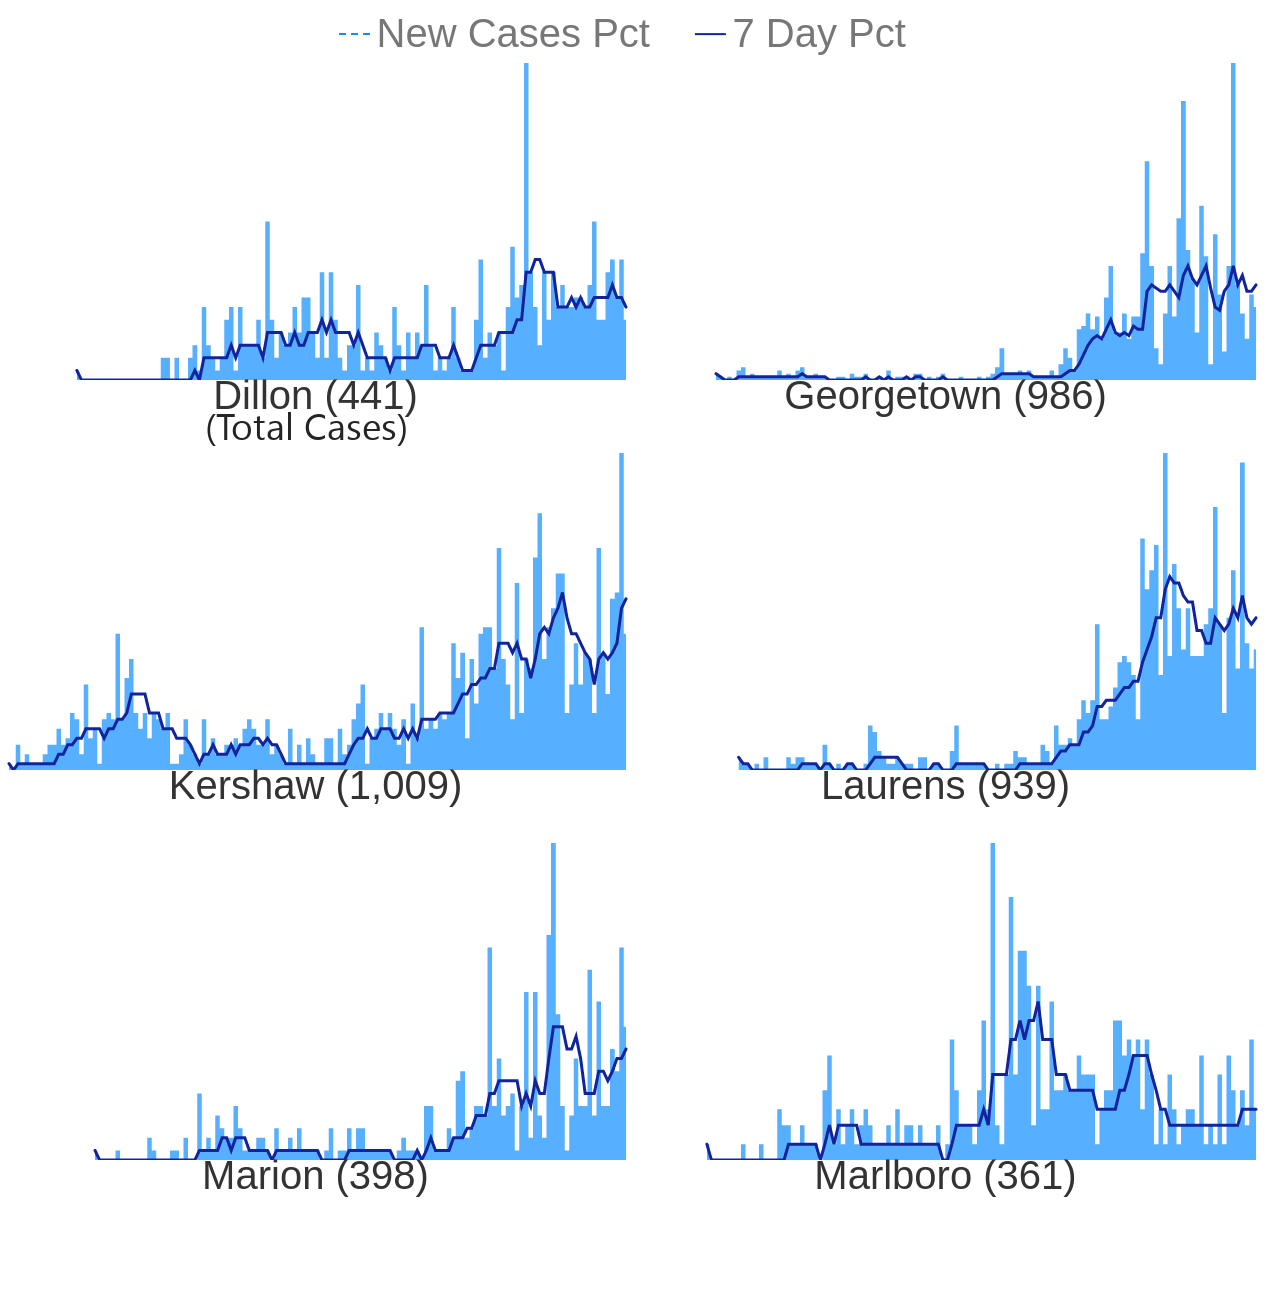 New Cases Pct 7 Day Pct
Dillon (441) Georgetown (986)
(Total Cases)
Kershaw (1,009) Laurens (939)
Marion (398) Marlboro (361)